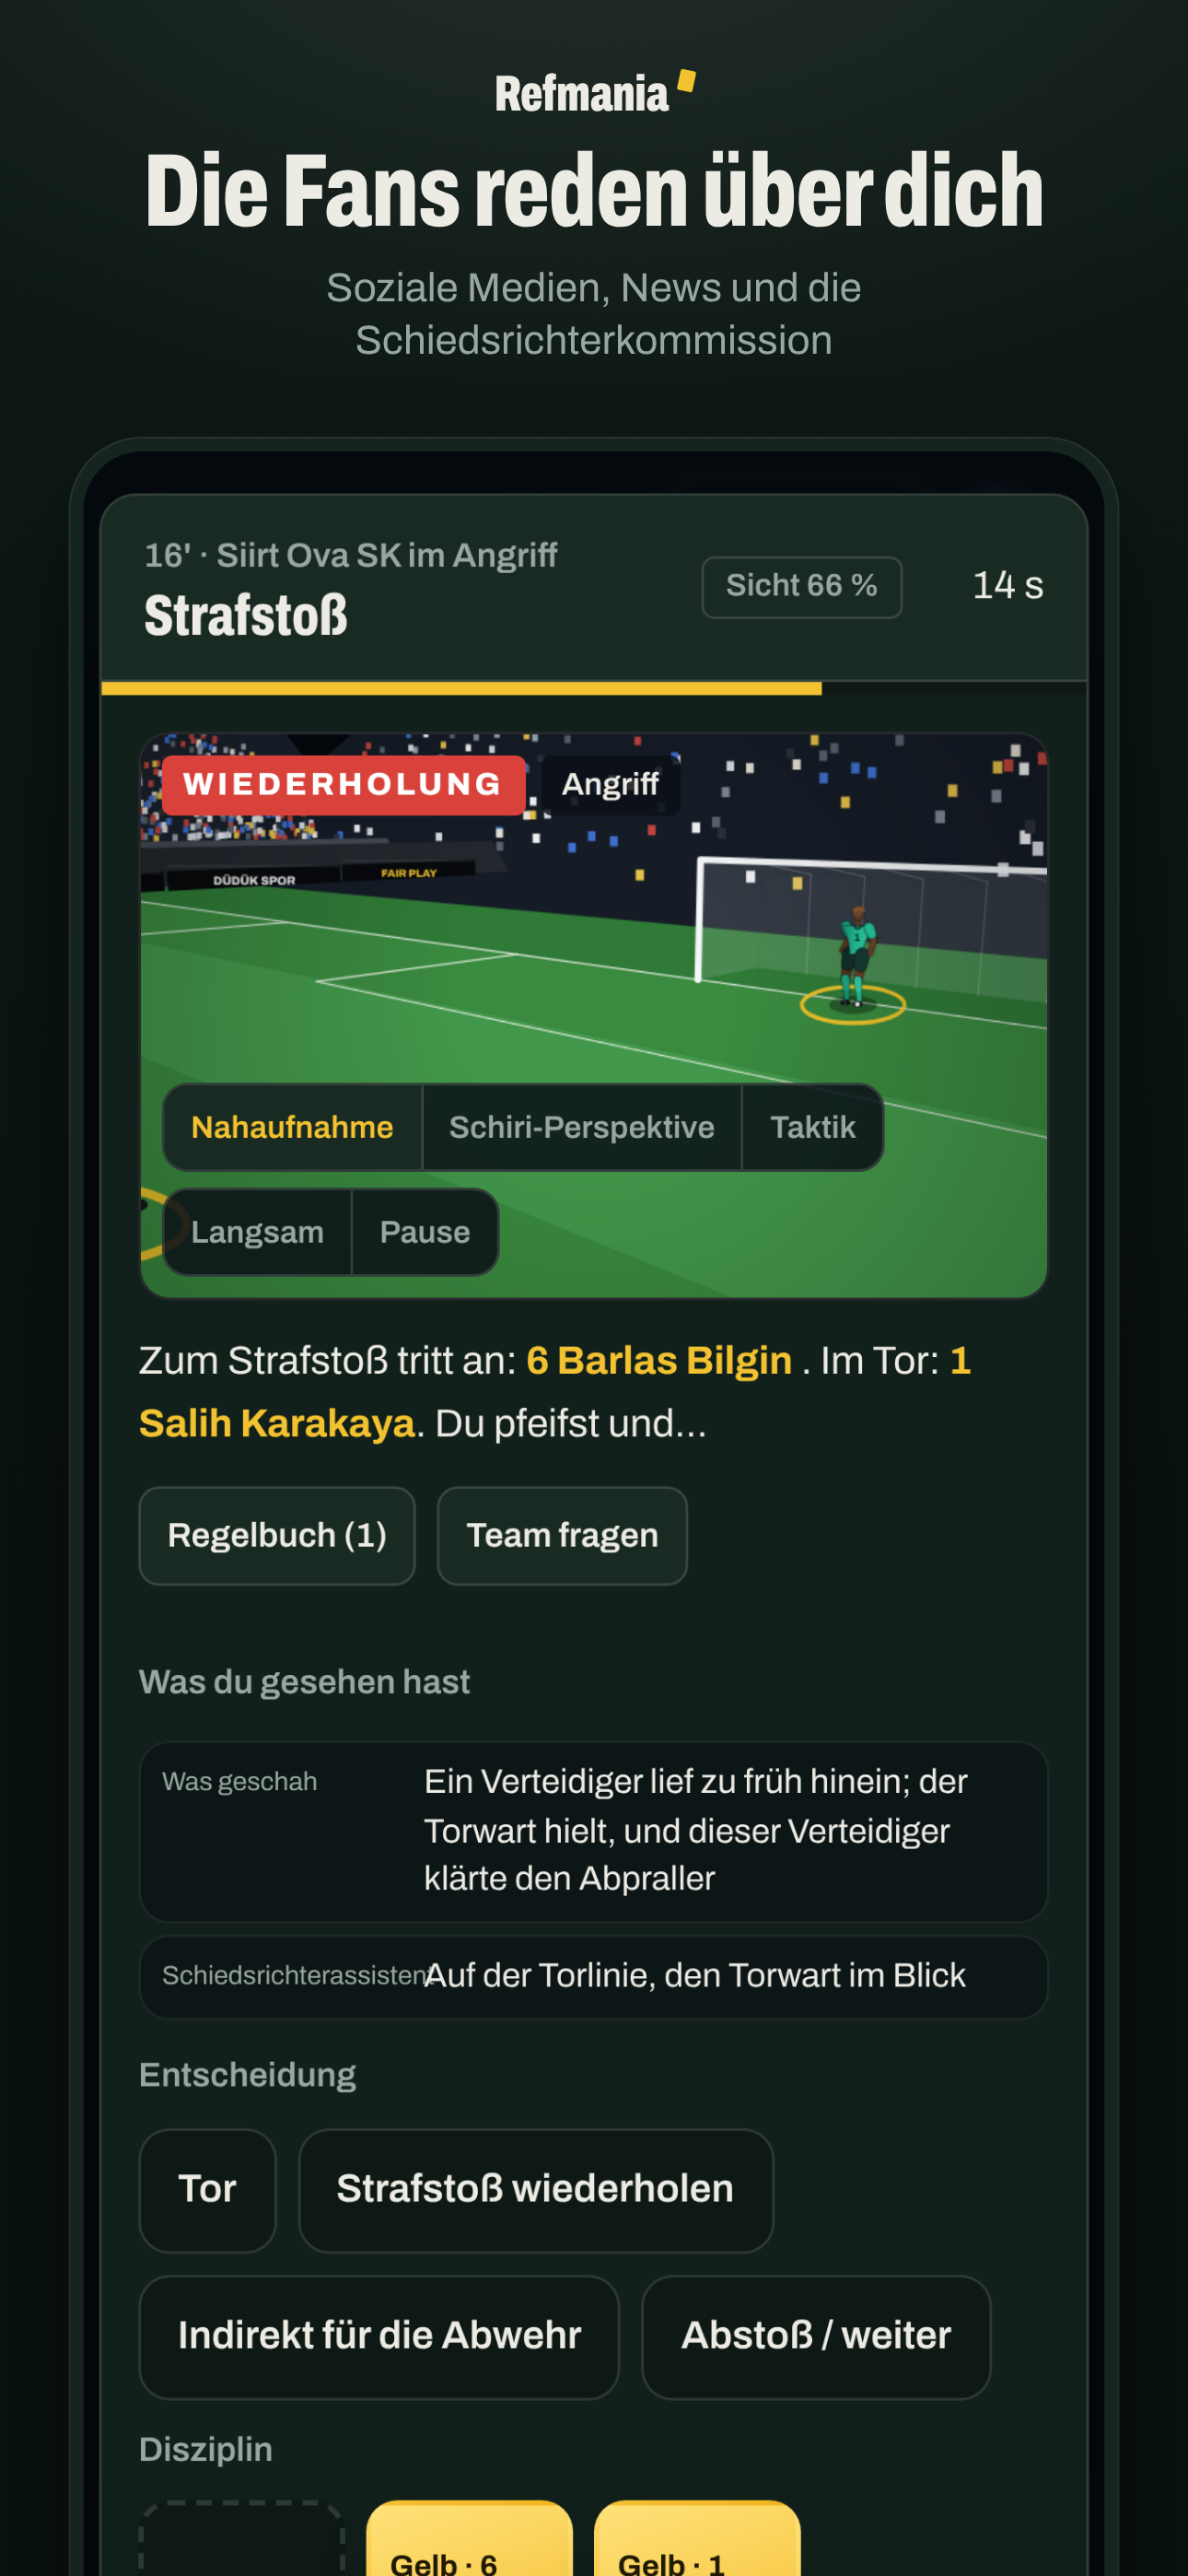 Refmania
Die Fans reden über dich
Soziale Medien, News und die
Schiedsrichterkommission
16' · Siirt Ova SK im Angriff
Strafstoß
Sicht 66 %
14 s
WIEDERHOLUNG
Angriff
DÜDÜK SPOR
FAIR PLAY
1
Nahaufnahme
Schiri-Perspektive
Taktik
Langsam
Pause
Zum Strafstoß tritt an: 6 Barlas Bilgin . Im Tor: 1
Salih Karakaya. Du pfeifst und...
Regelbuch (1)
Team fragen
Was du gesehen hast
Was geschah
Ein Verteidiger lief zu früh hinein; der
Torwart hielt, und dieser Verteidiger
klärte den Abpraller
Schiedsrichterassistent
Auf der Torlinie, den Torwart im Blick
Entscheidung
Tor
Strafstoß wiederholen
Indirekt für die Abwehr
Abstoß / weiter
Disziplin
Gelb · 6
Gelb · 1